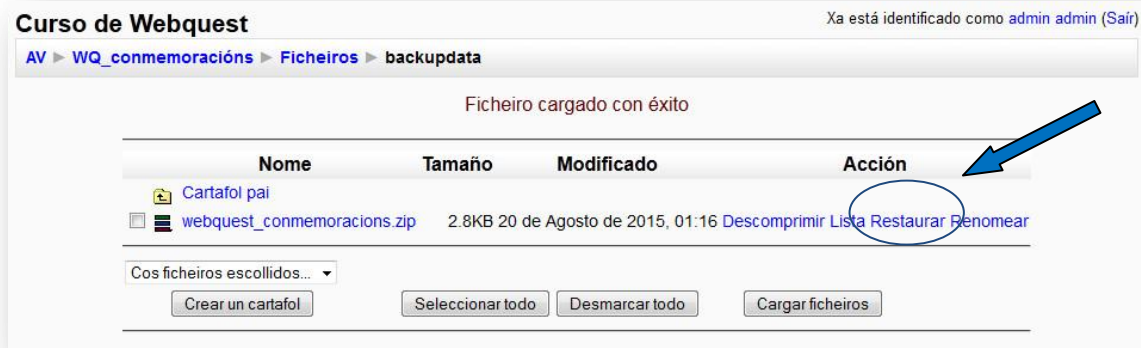 Curso de Webquest
Xa está identificado como admin admin (Saír)
AV ► WQ_conmemoracións ► Ficheiros ► backupdata
Ficheiro cargado con éxito
Nome Tamaño Modificado Acción
Cartafol pai
webquest_conmemoracions.zip 2.8KB 20 de Agosto de 2015, 01:16 Descomprimir Lista Restaurar Renomear
Cos ficheiros escollidos...
Crear un cartafol Seleccionar todo Desmarcar todo Cargar ficheiros